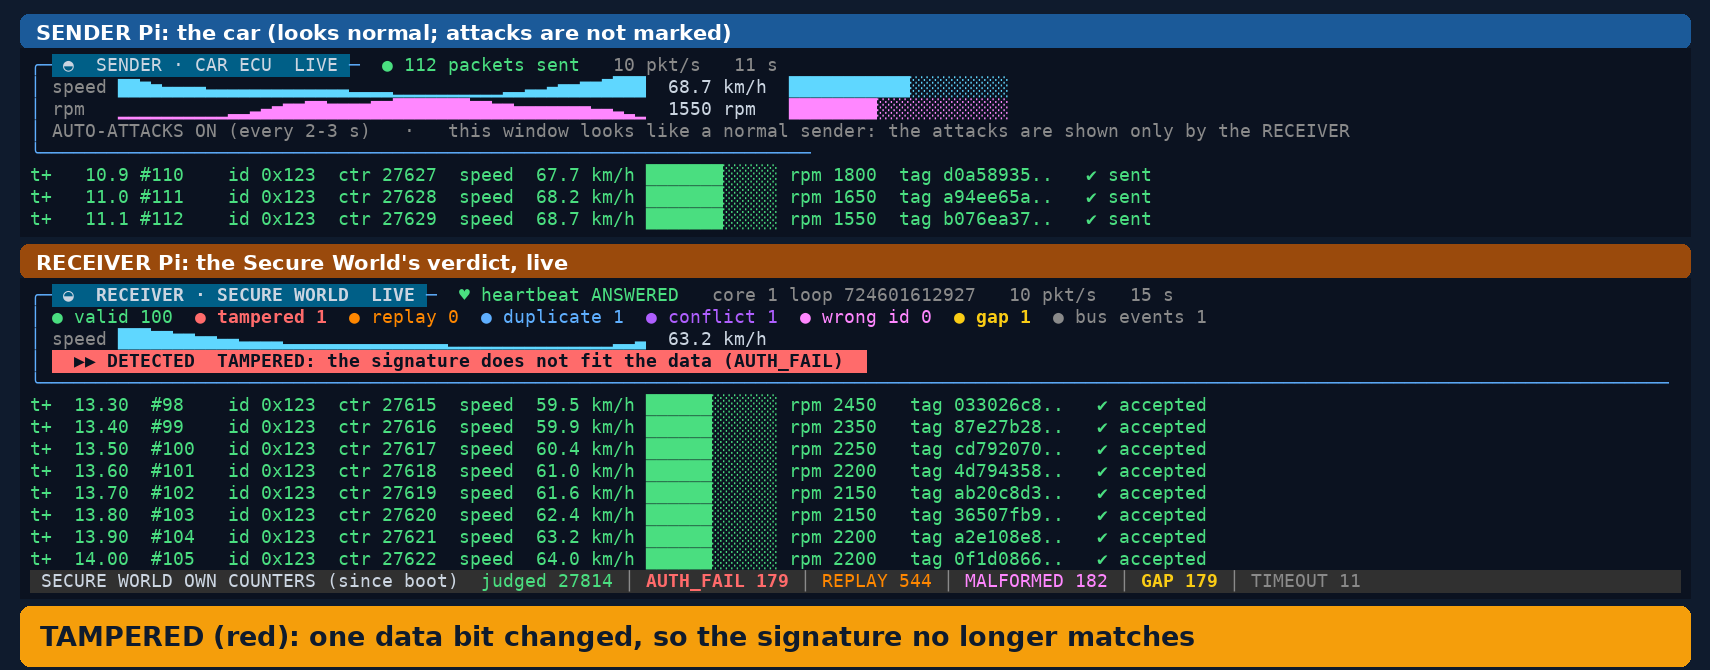 SENDER Pi: the car (looks normal; attacks are not marked)
SENDER · CAR ECU  LIVE  ● 112 packets sent   10 pkt/s   11 s
speed  68.7 km/h
rpm  1550 rpm
AUTO-ATTACKS ON (every 2-3 s)   ·   this window looks like a normal sender: the attacks are shown only by the RECEIVER
t+   10.9 #110    id 0x123  ctr 27627  speed  67.7 km/h  rpm 1800  tag d0a58935..   ✔ sent
t+   11.0 #111    id 0x123  ctr 27628  speed  68.2 km/h  rpm 1650  tag a94ee65a..   ✔ sent
t+   11.1 #112    id 0x123  ctr 27629  speed  68.7 km/h  rpm 1550  tag b076ea37..   ✔ sent
RECEIVER Pi: the Secure World's verdict, live
RECEIVER · SECURE WORLD  LIVE  ♥ heartbeat ANSWERED   core 1 loop 724601612927   10 pkt/s   15 s
● valid 100  ● tampered 1  ● replay 0  ● duplicate 1  ● conflict 1  ● wrong id 0  ● gap 1  ● bus events 1
speed  63.2 km/h
▶▶ DETECTED  TAMPERED: the signature does not fit the data (AUTH_FAIL)
t+  13.30  #98    id 0x123  ctr 27615  speed  59.5 km/h  rpm 2450   tag 033026c8..   ✔ accepted
t+  13.40  #99    id 0x123  ctr 27616  speed  59.9 km/h  rpm 2350   tag 87e27b28..   ✔ accepted
t+  13.50  #100   id 0x123  ctr 27617  speed  60.4 km/h  rpm 2250   tag cd792070..   ✔ accepted
t+  13.60  #101   id 0x123  ctr 27618  speed  61.0 km/h  rpm 2200   tag 4d794358..   ✔ accepted
t+  13.70  #102   id 0x123  ctr 27619  speed  61.6 km/h  rpm 2150   tag ab20c8d3..   ✔ accepted
t+  13.80  #103   id 0x123  ctr 27620  speed  62.4 km/h  rpm 2150   tag 36507fb9..   ✔ accepted
t+  13.90  #104   id 0x123  ctr 27621  speed  63.2 km/h  rpm 2200   tag a2e108e8..   ✔ accepted
t+  14.00  #105   id 0x123  ctr 27622  speed  64.0 km/h  rpm 2200   tag 0f1d0866..   ✔ accepted
SECURE WORLD OWN COUNTERS (since boot)  judged 27814 │ AUTH_FAIL 179 │ REPLAY 544 │ MALFORMED 182 │ GAP 179 │ TIMEOUT 11
TAMPERED (red): one data bit changed, so the signature no longer matches